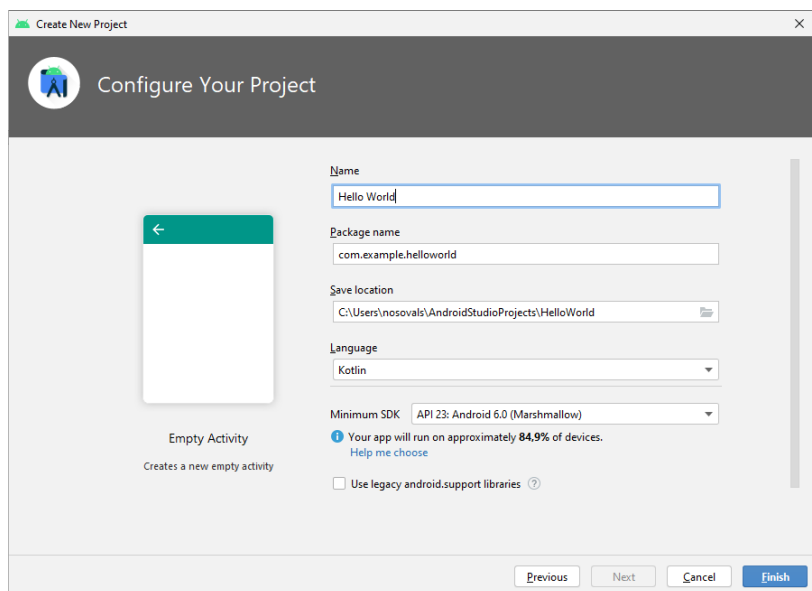 Create New Project
Configure Your Project
Name
Hello World
Package name
com.example.helloworld
Save location
C:\Users\nosovals\AndroidStudioProjects\HelloWorld
Language
Kotlin
Minimum SDK API 23: Android 6.0 (Marshmallow)
Your app will run on approximately 84,9% of devices.
Help me choose
Use legacy android.support libraries ?
Empty Activity
Creates a new empty activity
Previous Next Cancel Finish